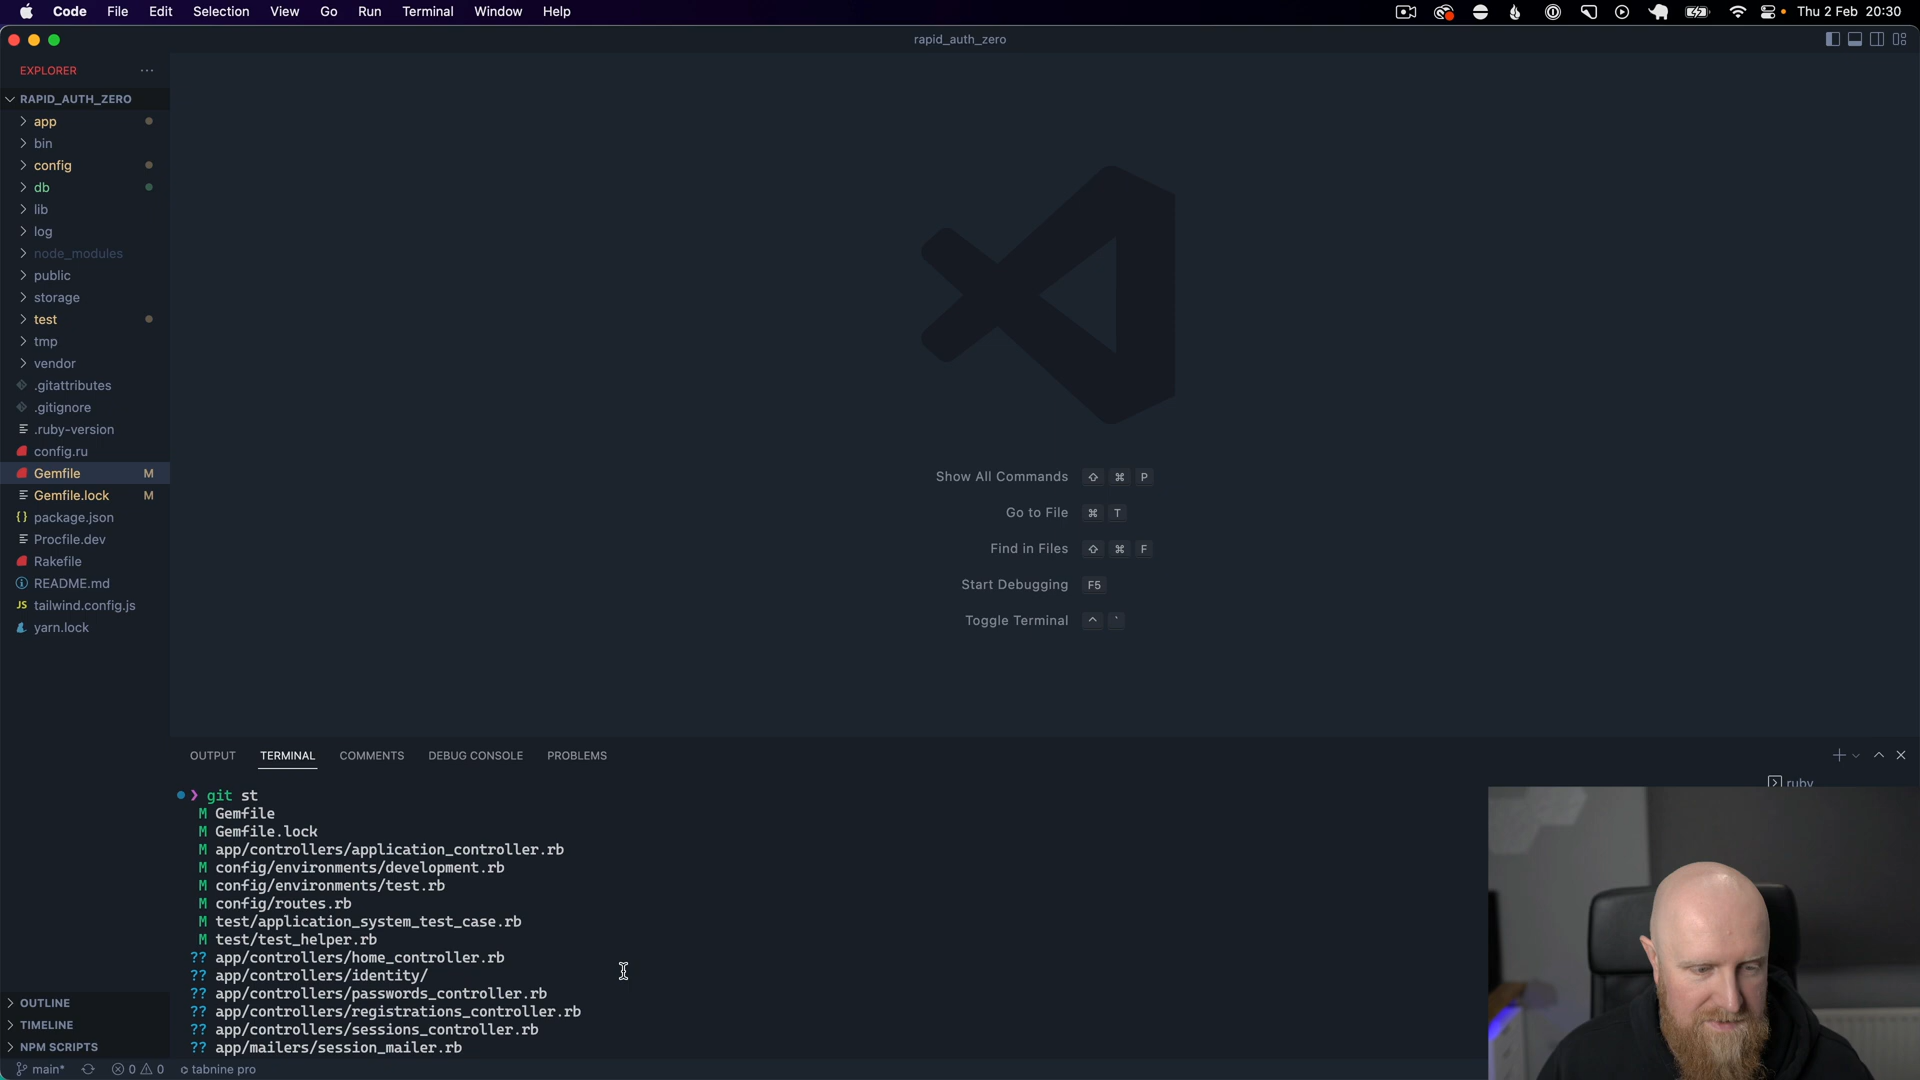 Code File Edit Selection View Go Run Terminal Window Help Thu 2 Feb 20:30
rapid_auth_zero
EXPLORER
RAPID_AUTH_ZERO
app
bin
config
db
lib
log
node_modules
public
storage
test
tmp
vendor
.gitattributes
.gitignore
.ruby-version
config.ru
Gemfile M
Gemfile.lock M
{} package.json
Procfile.dev
Rakefile
README.md
JS tailwind.config.js
yarn.lock
Show All Commands ⇧ ⌘ P
Go to File ⌘ T
Find in Files ⇧ ⌘ F
Start Debugging F5
Toggle Terminal ^ `
OUTPUT TERMINAL COMMENTS DEBUG CONSOLE PROBLEMS
ruby
❯ git st
M Gemfile
M Gemfile.lock
M app/controllers/application_controller.rb
M config/environments/development.rb
M config/environments/test.rb
M config/routes.rb
M test/application_system_test_case.rb
M test/test_helper.rb
?? app/controllers/home_controller.rb
?? app/controllers/identity/
?? app/controllers/passwords_controller.rb
?? app/controllers/registrations_controller.rb
?? app/controllers/sessions_controller.rb
?? app/mailers/session_mailer.rb
OUTLINE
TIMELINE
NPM SCRIPTS
main* 0 0 tabnine pro